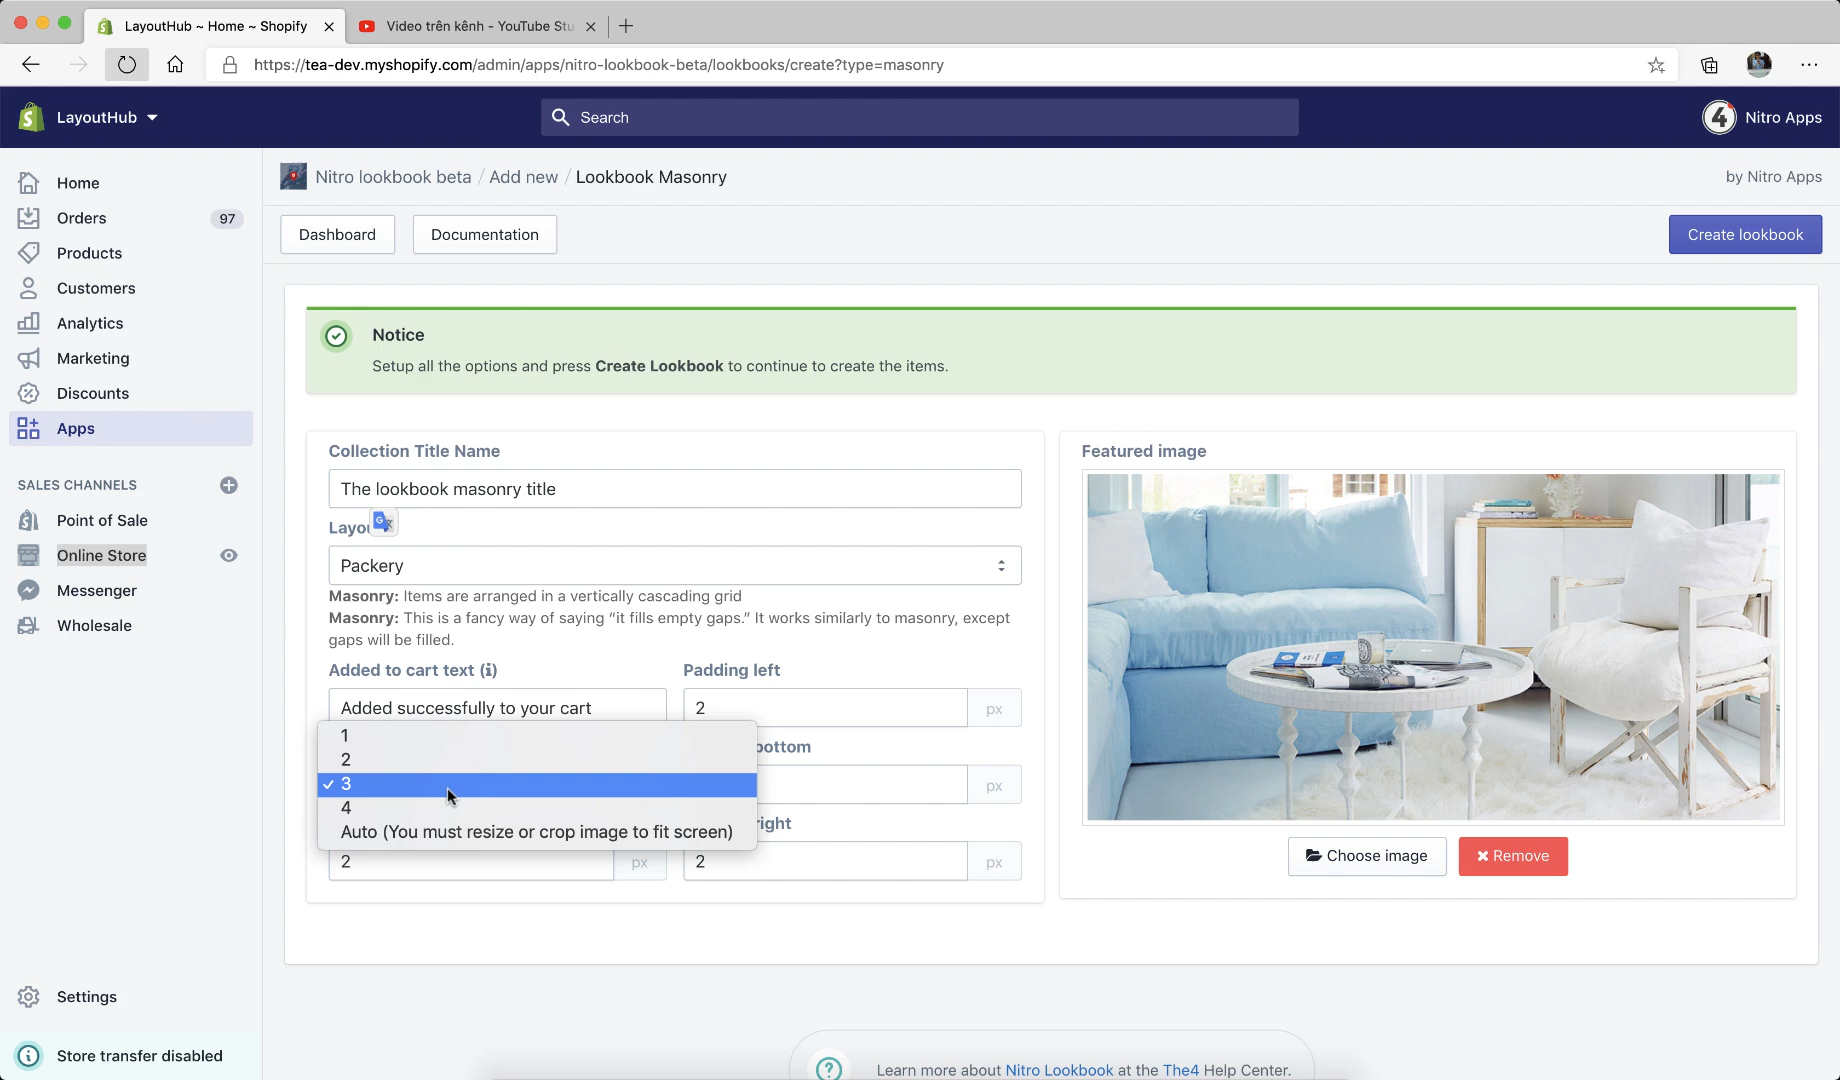 LayoutHub ~ Home ~ Shopify
Video trên kênh - YouTube Stu
https://tea-dev.myshopify.com/admin/apps/nitro-lookbook-beta/lookbooks/create?type=masonry
LayoutHub
Search
4
Nitro Apps
Home
Orders
97
Products
Customers
Analytics
Marketing
Discounts
Apps
SALES CHANNELS
Point of Sale
Online Store
Messenger
Wholesale
Settings
Store transfer disabled
Nitro lookbook beta / Add new / Lookbook Masonry
by Nitro Apps
Dashboard
Documentation
Create lookbook
Notice
Setup all the options and press Create Lookbook to continue to create the items.
Collection Title Name
The lookbook masonry title
Layou
Packery
Masonry: Items are arranged in a vertically cascading grid
Masonry: This is a fancy way of saying “it fills empty gaps.” It works similarly to masonry, except
gaps will be filled.
Added to cart text (i)
Padding left
Added successfully to your cart
2
px
1
2
✓ 3
4
Auto (You must resize or crop image to fit screen)
bottom
px
right
2
px
2
px
Featured image
Choose image
Remove
Learn more about Nitro Lookbook at the The4 Help Center.